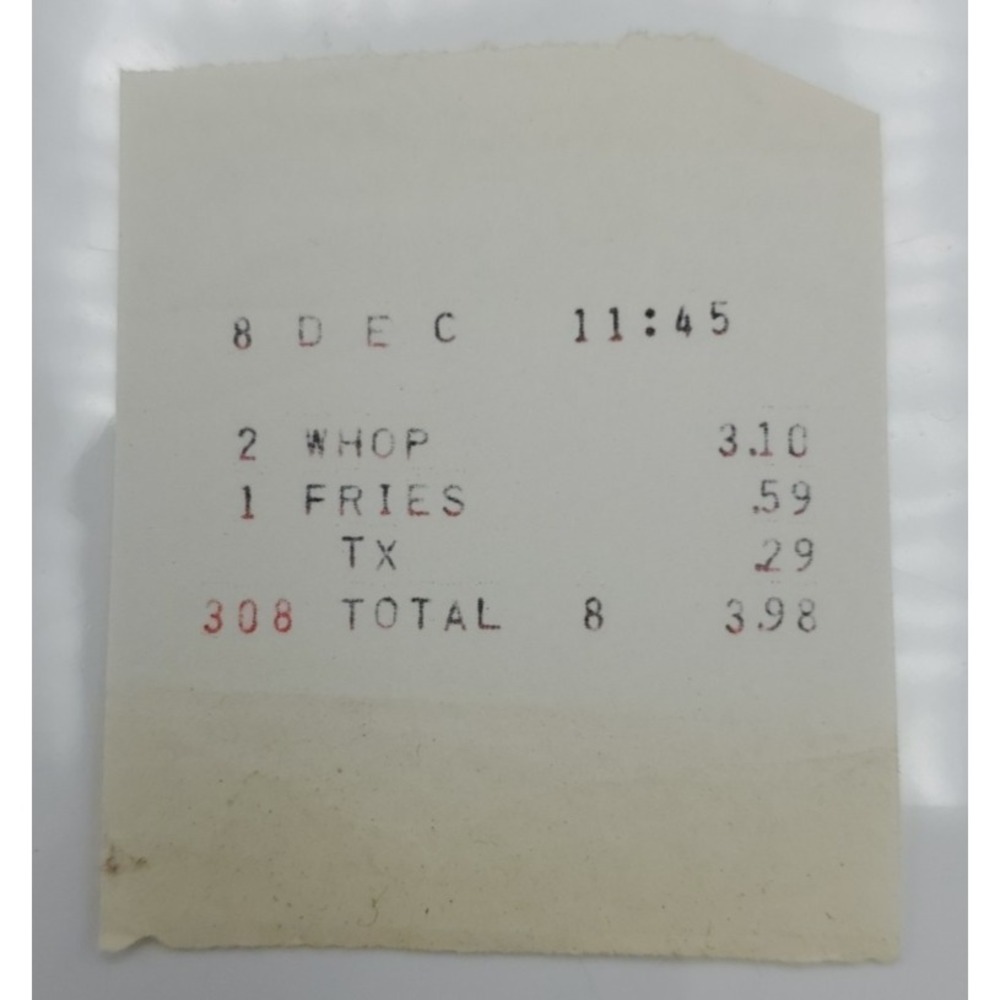 8 DEC 11:45
2 WHOP 3.10
1 FRIES .59
TX .29
308 TOTAL 8 3.98